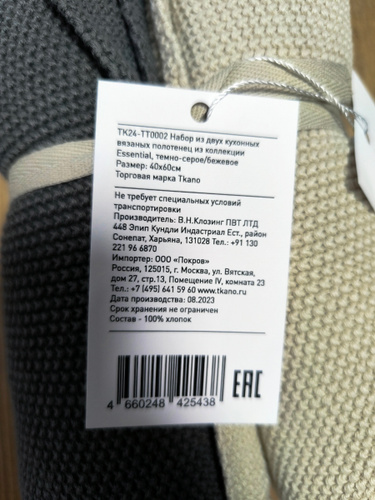 TK24-TT0002 Набор из двух кухонных
вязаных полотенец из коллекции
Essential, темно-серое/бежевое
Размер: 40х60см
Торговая марка Tkano
Не требует специальных условий
транспортировки
Производитель: В.Н.Клозинг ПВТ ЛТД
448 Эпип Кундли Индастриал Ест., район
Сонепат, Харьяна, 131028 Тел.: +91 130
221 96 6870
Импортер: ООО «Покров»
Россия, 125015, г. Москва, ул. Вятская,
дом 27, стр.13, Помещение IV, комната 23
Тел.: +7 (495) 641 59 60 www.tkano.ru
Дата производства: 08.2023
Срок хранения не ограничен
Состав - 100% хлопок
4 660248 425438
EAC